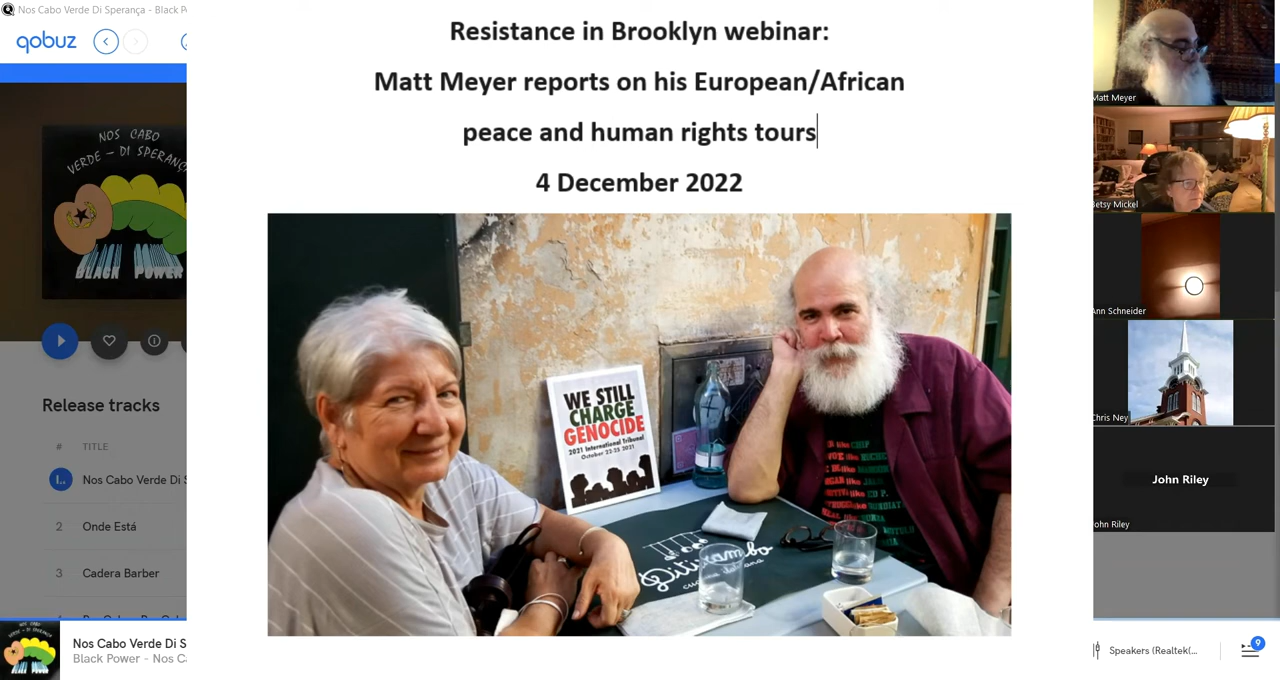 Nos Cabo Verde Di Sperança - Black P
qobuz
Resistance in Brooklyn webinar:
Matt Meyer reports on his European/African
peace and human rights tours
4 December 2022
NOS CABO
VERDE - DI SPERANÇ
BLACK POWER
Release tracks
# TITLE
Nos Cabo Verde Di S
2 Onde Está
3 Cadera Barber
WE STILL
CHARGE
GENOCIDE
2021 International Tribunal
October 22-25 2021
Matt Meyer
Betsy Mickel
Ann Schneider
Chris Ney
John Riley
John Riley
Nos Cabo Verde Di S
Black Power - Nos C
Speakers (Realtek(...
9